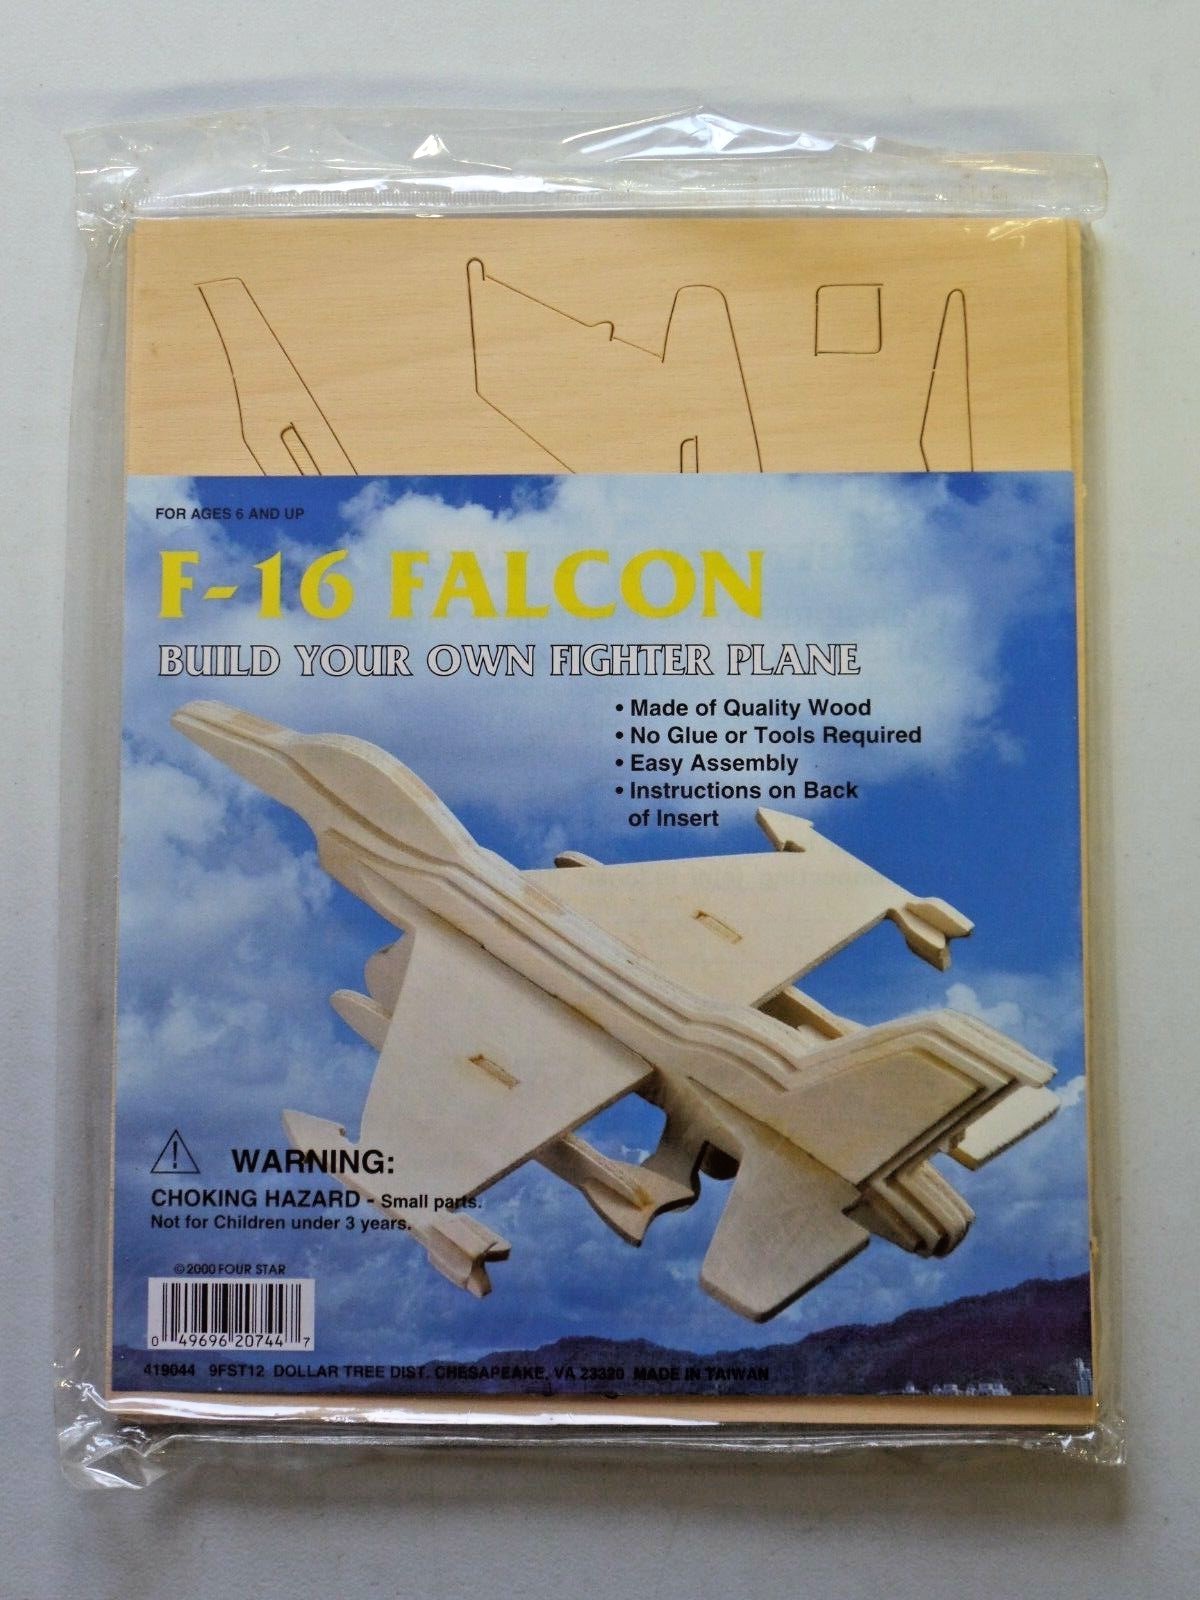 FOR AGES 6 AND UP
F-16 FALCON
BUILD YOUR OWN FIGHTER PLANE
• Made of Quality Wood
• No Glue or Tools Required
• Easy Assembly
• Instructions on Back
of Insert
WARNING:
CHOKING HAZARD - Small parts.
Not for Children under 3 years.
©2000 FOUR STAR
0 49696 20744 7
419044 9FST12 DOLLAR TREE DIST. CHESAPEAKE, VA 23320 MADE IN TAIWAN